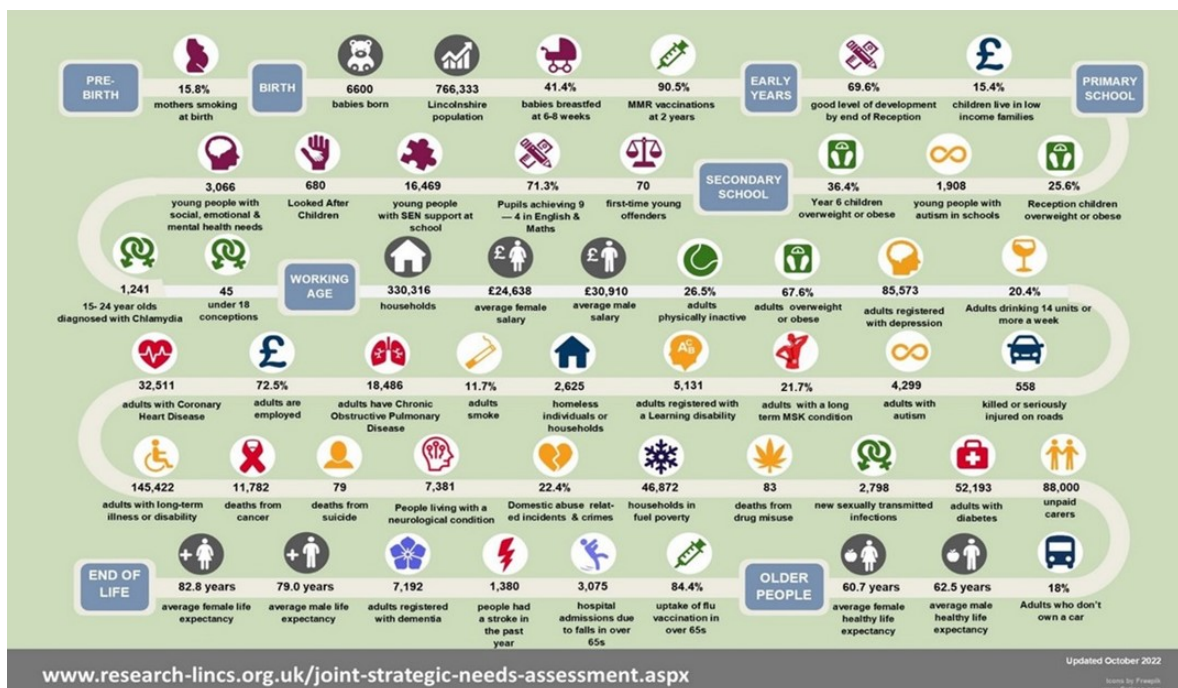 PRE-
BIRTH
15.8%
mothers smoking
at birth
BIRTH
6600
babies born
766,333
Lincolnshire
population
41.4%
babies breastfed
at 6-8 weeks
90.5%
MMR vaccinations
at 2 years
EARLY
YEARS
69.6%
good level of development
by end of Reception
£
15.4%
children live in low
income families
PRIMARY
SCHOOL
3,066
young people with
social, emotional &
mental health needs
680
Looked After
Children
16,469
young people
with SEN support at
school
71.3%
Pupils achieving 9
— 4 in English &
Maths
70
first-time young
offenders
SECONDARY
SCHOOL
36.4%
Year 6 children
overweight or obese
1,908
young people with
autism in schools
25.6%
Reception children
overweight or obese
1,241
15- 24 year olds
diagnosed with Chlamydia
45
under 18
conceptions
WORKING
AGE
330,316
households
£
£24,638
average female
salary
£
£30,910
average male
salary
26.5%
adults
physically inactive
67.6%
adults overweight
or obese
85,573
adults registered
with depression
20.4%
Adults drinking 14 units or
more a week
32,511
adults with Coronary
Heart Disease
£
72.5%
adults are
employed
18,486
adults have Chronic
Obstructive Pulmonary
Disease
11.7%
adults
smoke
2,625
homeless
individuals or
households
5,131
adults registered with
a Learning disability
21.7%
adults with a long
term MSK condition
4,299
adults with
autism
558
killed or seriously
injured on roads
145,422
adults with long-term
illness or disability
11,782
deaths from
cancer
79
deaths from
suicide
7,381
People living with a
neurological condition
22.4%
Domestic abuse relat-
ed incidents & crimes
46,872
households in
fuel poverty
83
deaths from
drug misuse
2,798
new sexually transmitted
infections
52,193
adults with
diabetes
88,000
unpaid
carers
END OF
LIFE
82.8 years
average female life
expectancy
79.0 years
average male life
expectancy
7,192
adults registered
with dementia
1,380
people had
a stroke in
the past
year
3,075
hospital
admissions due
to falls in over
65s
84.4%
uptake of flu
vaccination in
over 65s
OLDER
PEOPLE
60.7 years
average female
healthy life
expectancy
62.5 years
average male
healthy life
expectancy
18%
Adults who don't
own a car
www.research-lincs.org.uk/joint-strategic-needs-assessment.aspx
Updated October 2022
Icons by Freepik